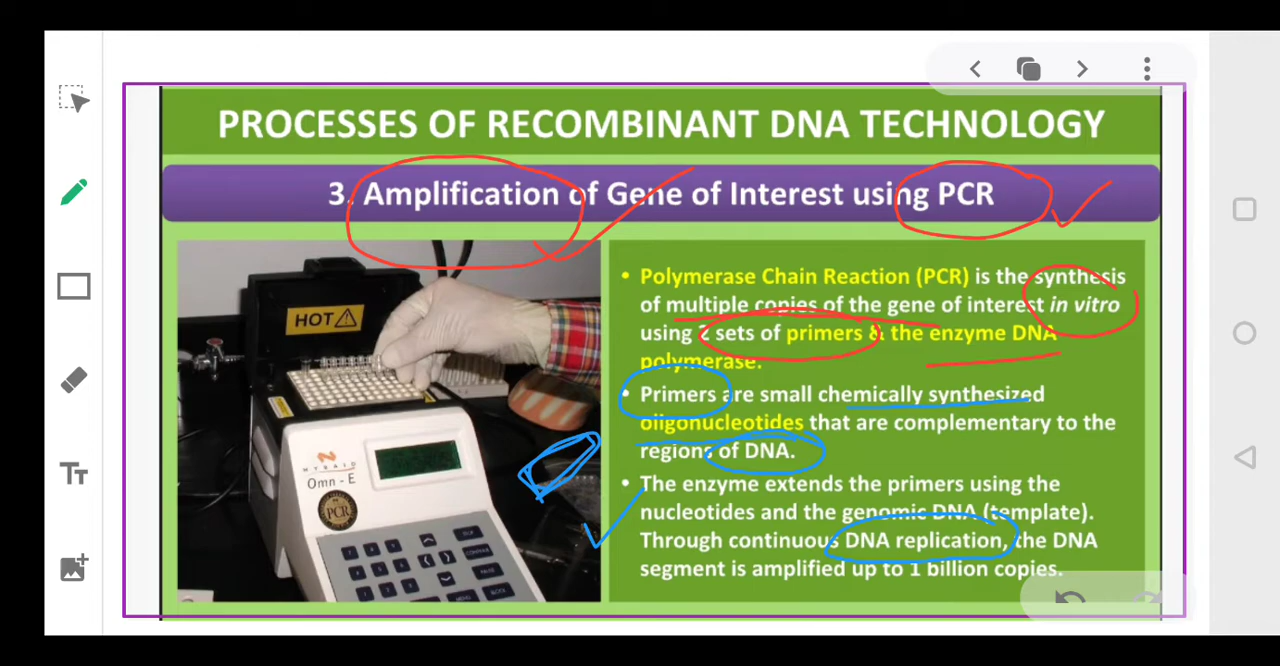 PROCESSES OF RECOMBINANT DNA TECHNOLOGY
3. Amplification of Gene of Interest using PCR
• Polymerase Chain Reaction (PCR) is the synthesis
of multiple copies of the gene of interest in vitro
using 2 sets of primers & the enzyme DNA
polymerase.
• Primers are small chemically synthesized
oligonucleotides that are complementary to the
regions of DNA.
• The enzyme extends the primers using the
nucleotides and the genomic DNA (template).
Through continuous DNA replication, the DNA
segment is amplified up to 1 billion copies.
HOT
HYBAID
Omn - E
PCR
Tт